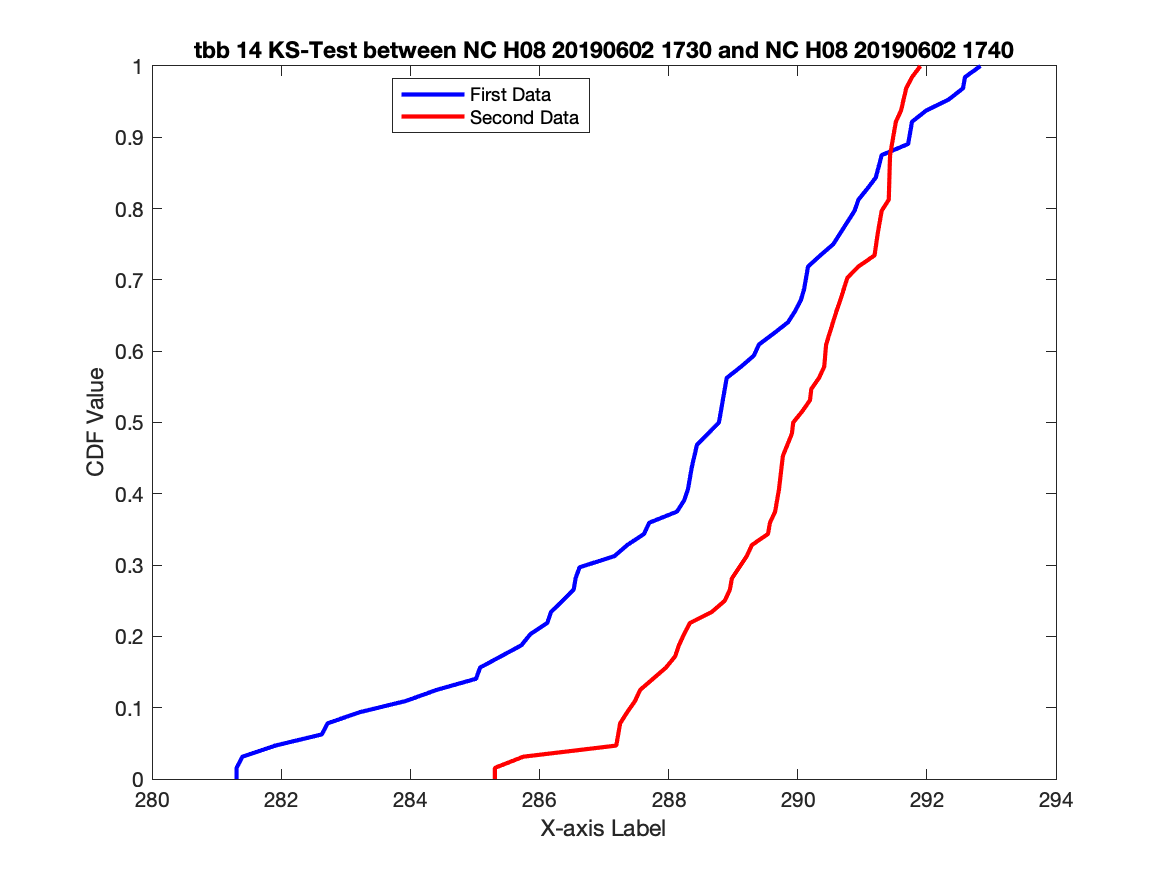 tbb 14 KS-Test between NC H08 20190602 1730 and NC H08 20190602 1740
First Data
Second Data
1
0.9
0.8
0.7
0.6
0.5
0.4
0.3
0.2
0.1
0
CDF Value
280 282 284 286 288 290 292 294
X-axis Label